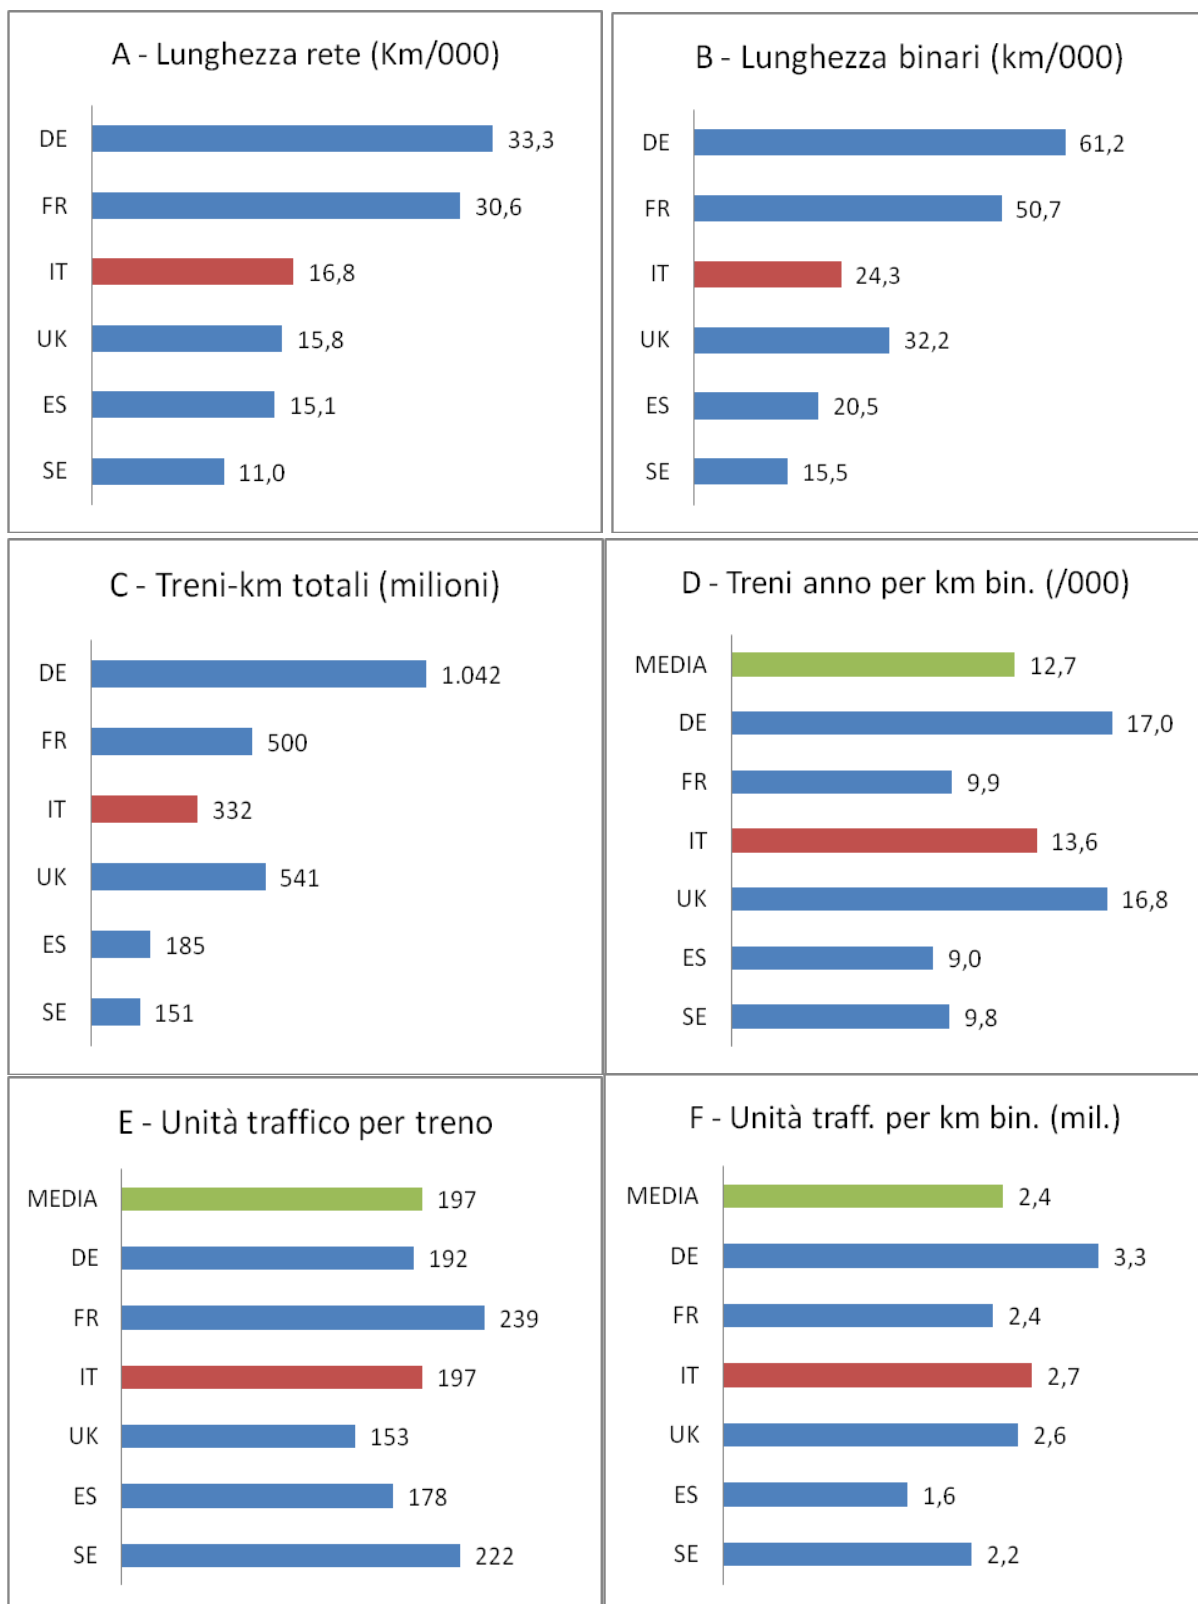 A - Lunghezza rete (Km/000)
DE 33,3
FR 30,6
IT 16,8
UK 15,8
ES 15,1
SE 11,0
B - Lunghezza binari (km/000)
DE 61,2
FR 50,7
IT 24,3
UK 32,2
ES 20,5
SE 15,5
C - Treni-km totali (milioni)
DE 1.042
FR 500
IT 332
UK 541
ES 185
SE 151
D - Treni anno per km bin. (/000)
MEDIA 12,7
DE 17,0
FR 9,9
IT 13,6
UK 16,8
ES 9,0
SE 9,8
E - Unità traffico per treno
MEDIA 197
DE 192
FR 239
IT 197
UK 153
ES 178
SE 222
F - Unità traff. per km bin. (mil.)
MEDIA 2,4
DE 3,3
FR 2,4
IT 2,7
UK 2,6
ES 1,6
SE 2,2